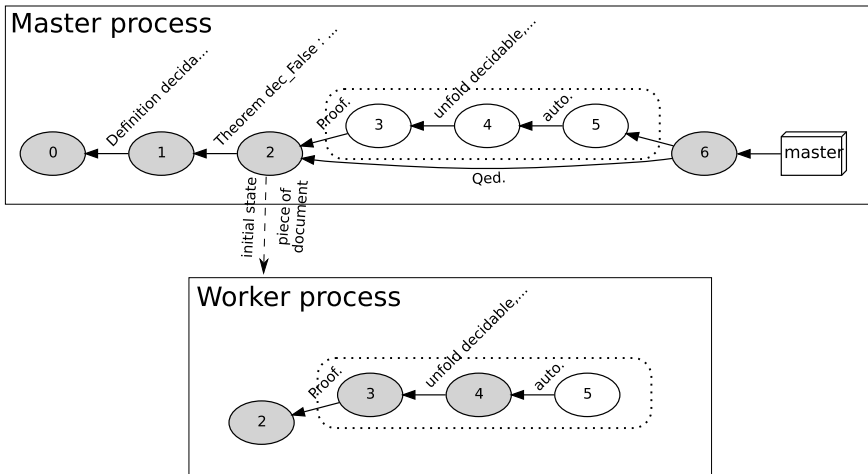 Master process
Definition decida...
Theorem dec_False : ...
Proof.
unfold decidable,...
auto.
0
1
2
3
4
5
6
master
Qed.
initial state
piece of
document
Worker process
Proof.
unfold decidable,...
auto.
2
3
4
5